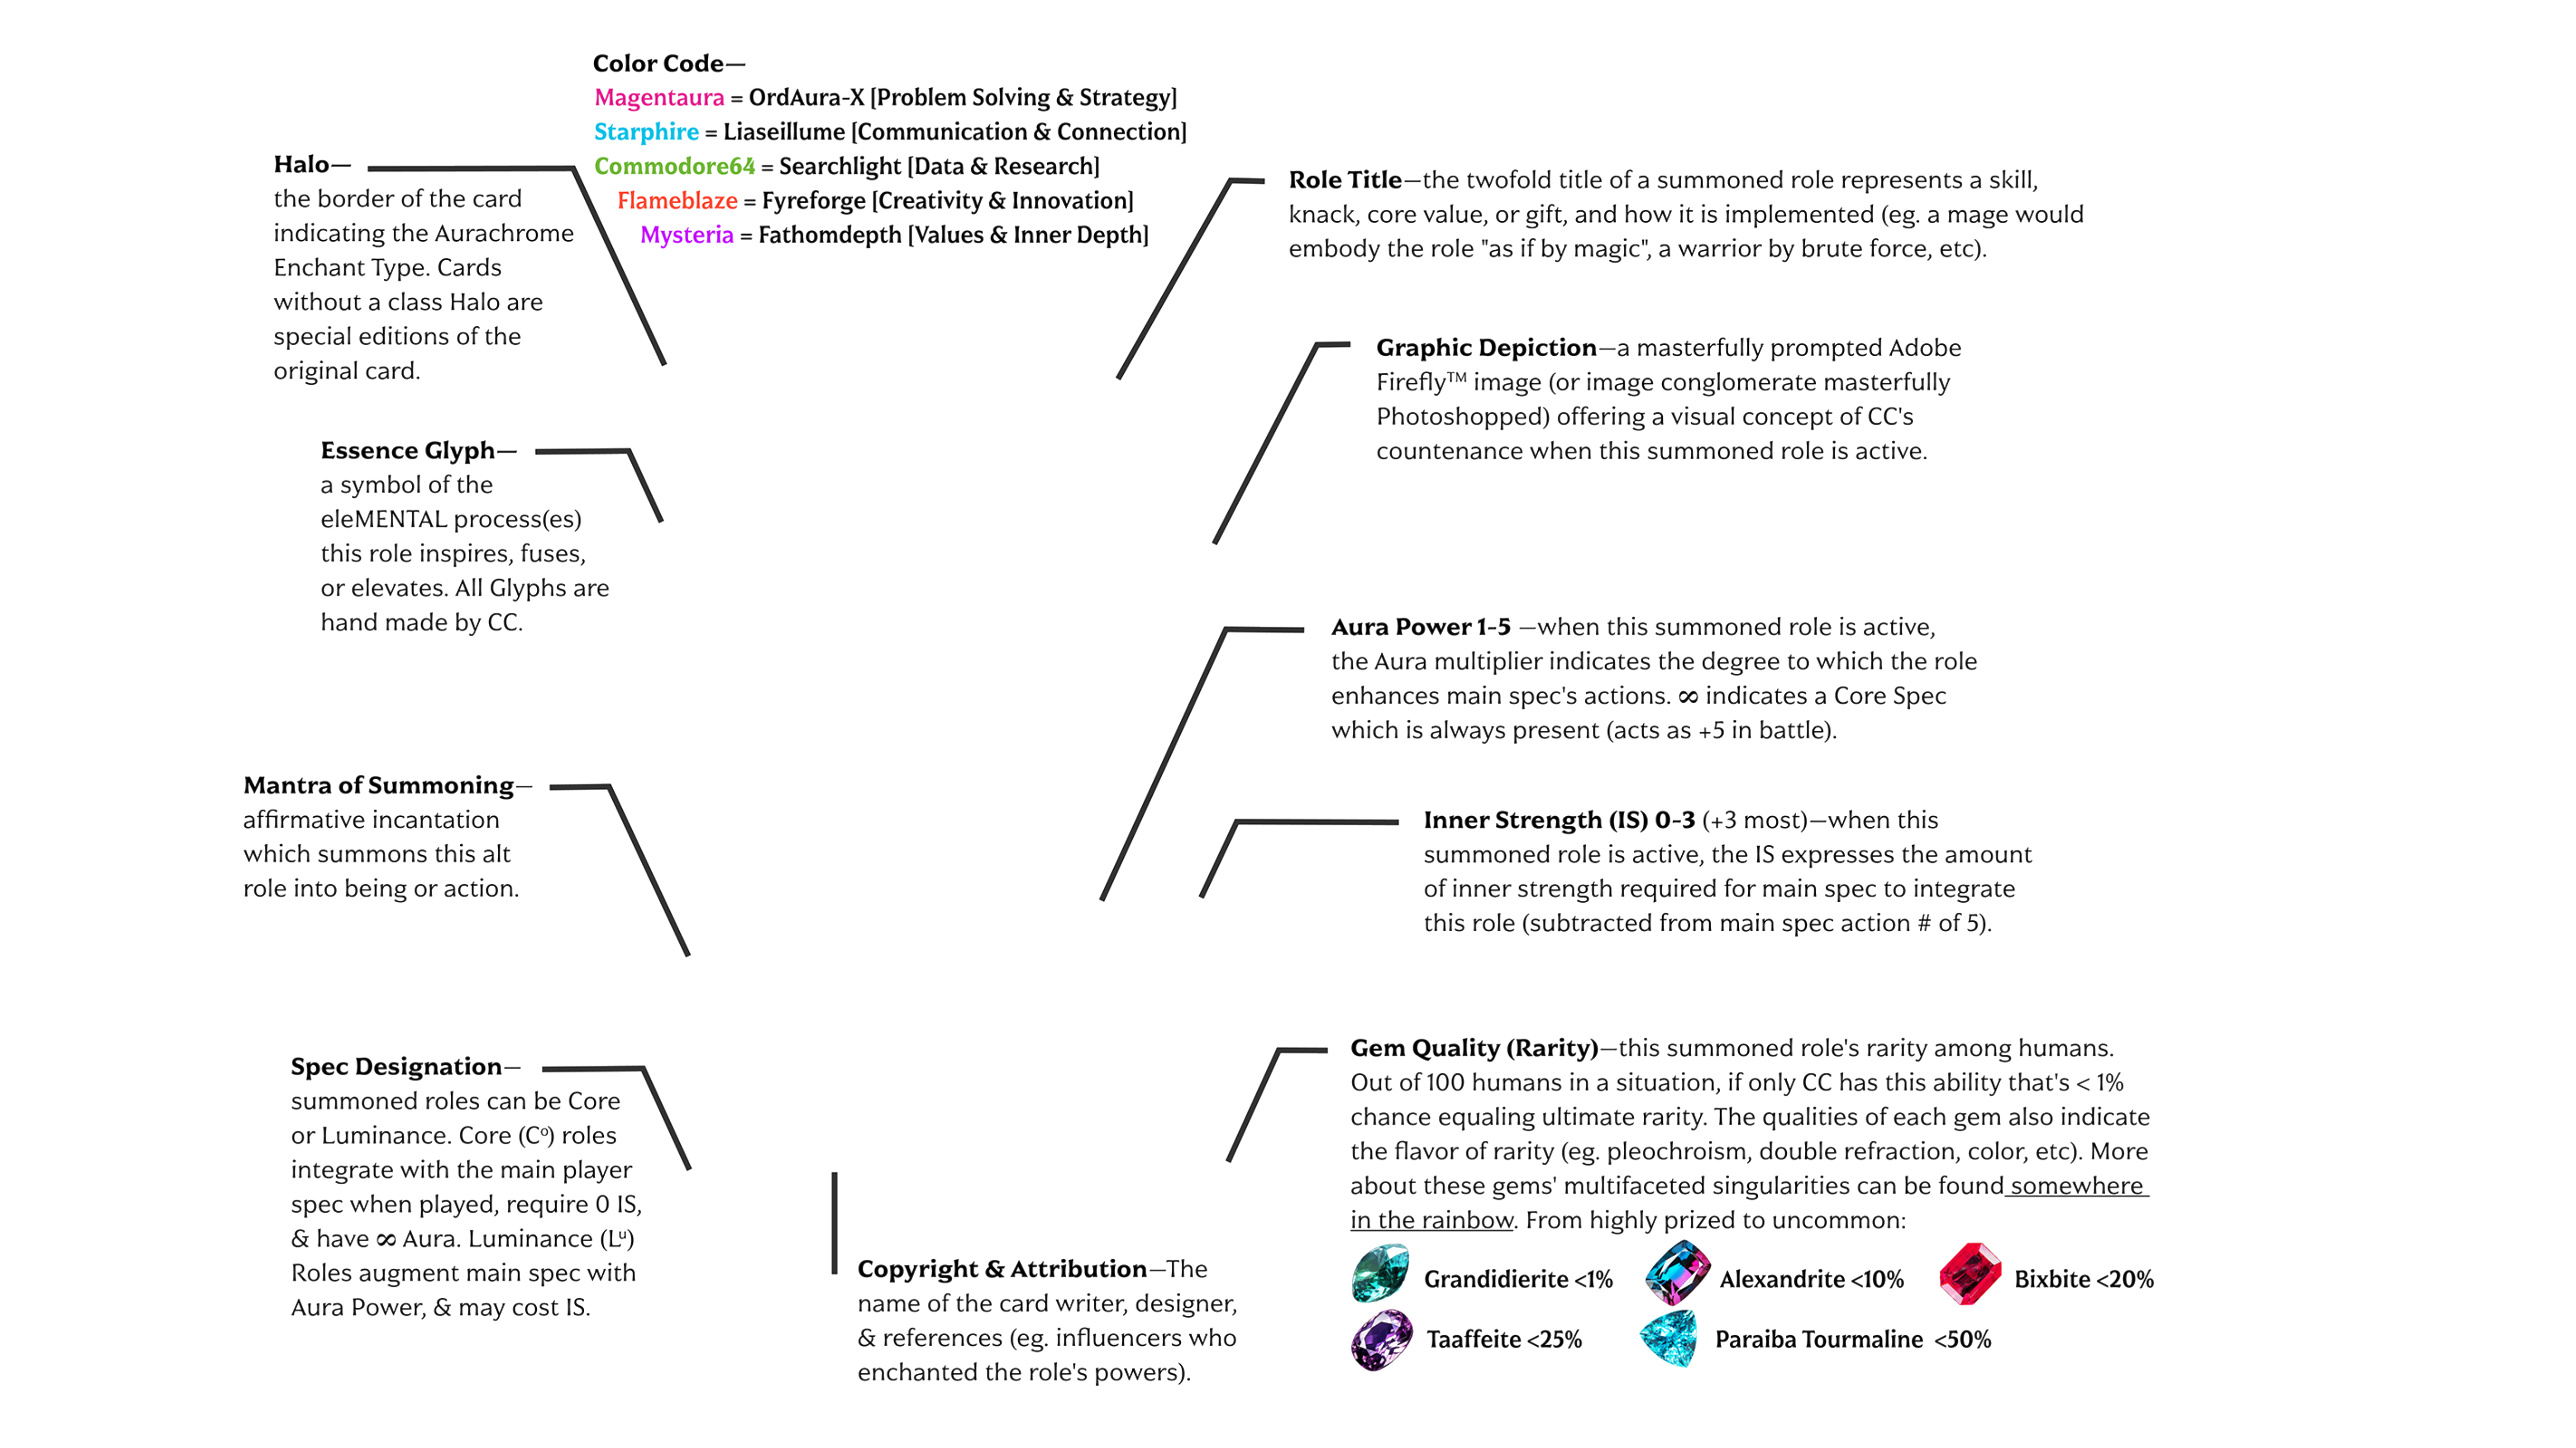 Color Code—
Magentaura = OrdAura-X [Problem Solving & Strategy]
Starphire = Liaseillume [Communication & Connection]
Commodore64 = Searchlight [Data & Research]
Flameblaze = Fyreforge [Creativity & Innovation]
Mysteria = Fathomdepth [Values & Inner Depth]
Halo—
the border of the card
indicating the Aurachrome
Enchant Type. Cards
without a class Halo are
special editions of the
original card.
Essence Glyph—
a symbol of the
eleMENTAL process(es)
this role inspires, fuses,
or elevates. All Glyphs are
hand made by CC.
Mantra of Summoning—
affirmative incantation
which summons this alt
role into being or action.
Spec Designation—
summoned roles can be Core
or Luminance. Core (Cº) roles
integrate with the main player
spec when played, require 0 IS,
& have ∞ Aura. Luminance (Lᵘ)
Roles augment main spec with
Aura Power, & may cost IS.
Role Title—the twofold title of a summoned role represents a skill,
knack, core value, or gift, and how it is implemented (eg. a mage would
embody the role "as if by magic", a warrior by brute force, etc).
Graphic Depiction—a masterfully prompted Adobe
Firefly™ image (or image conglomerate masterfully
Photoshopped) offering a visual concept of CC's
countenance when this summoned role is active.
Aura Power 1-5 —when this summoned role is active,
the Aura multiplier indicates the degree to which the role
enhances main spec's actions. ∞ indicates a Core Spec
which is always present (acts as +5 in battle).
Inner Strength (IS) 0-3 (+3 most)—when this
summoned role is active, the IS expresses the amount
of inner strength required for main spec to integrate
this role (subtracted from main spec action # of 5).
Gem Quality (Rarity)—this summoned role's rarity among humans.
Out of 100 humans in a situation, if only CC has this ability that's < 1%
chance equaling ultimate rarity. The qualities of each gem also indicate
the flavor of rarity (eg. pleochroism, double refraction, color, etc). More
about these gems' multifaceted singularities can be found somewhere
in the rainbow. From highly prized to uncommon:
Grandidierite <1% Alexandrite <10% Bixbite <20%
Taaffeite <25% Paraiba Tourmaline <50%
Copyright & Attribution—The
name of the card writer, designer,
& references (eg. influencers who
enchanted the role's powers).